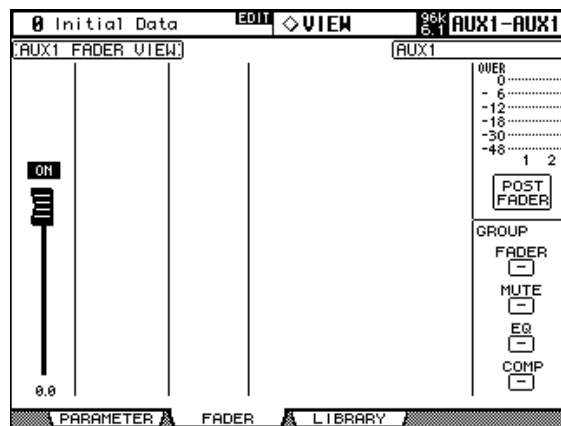 0 Initial Data EDIT ◇VIEW 96k 6.1 AUX1-AUX1
AUX1 FADER VIEW
AUX1
OVER
0
- 6
-12
-18
-30
-48
1 2
ON
POST FADER
GROUP
FADER
-
MUTE
-
EQ
-
COMP
-
0.0
PARAMETER FADER LIBRARY